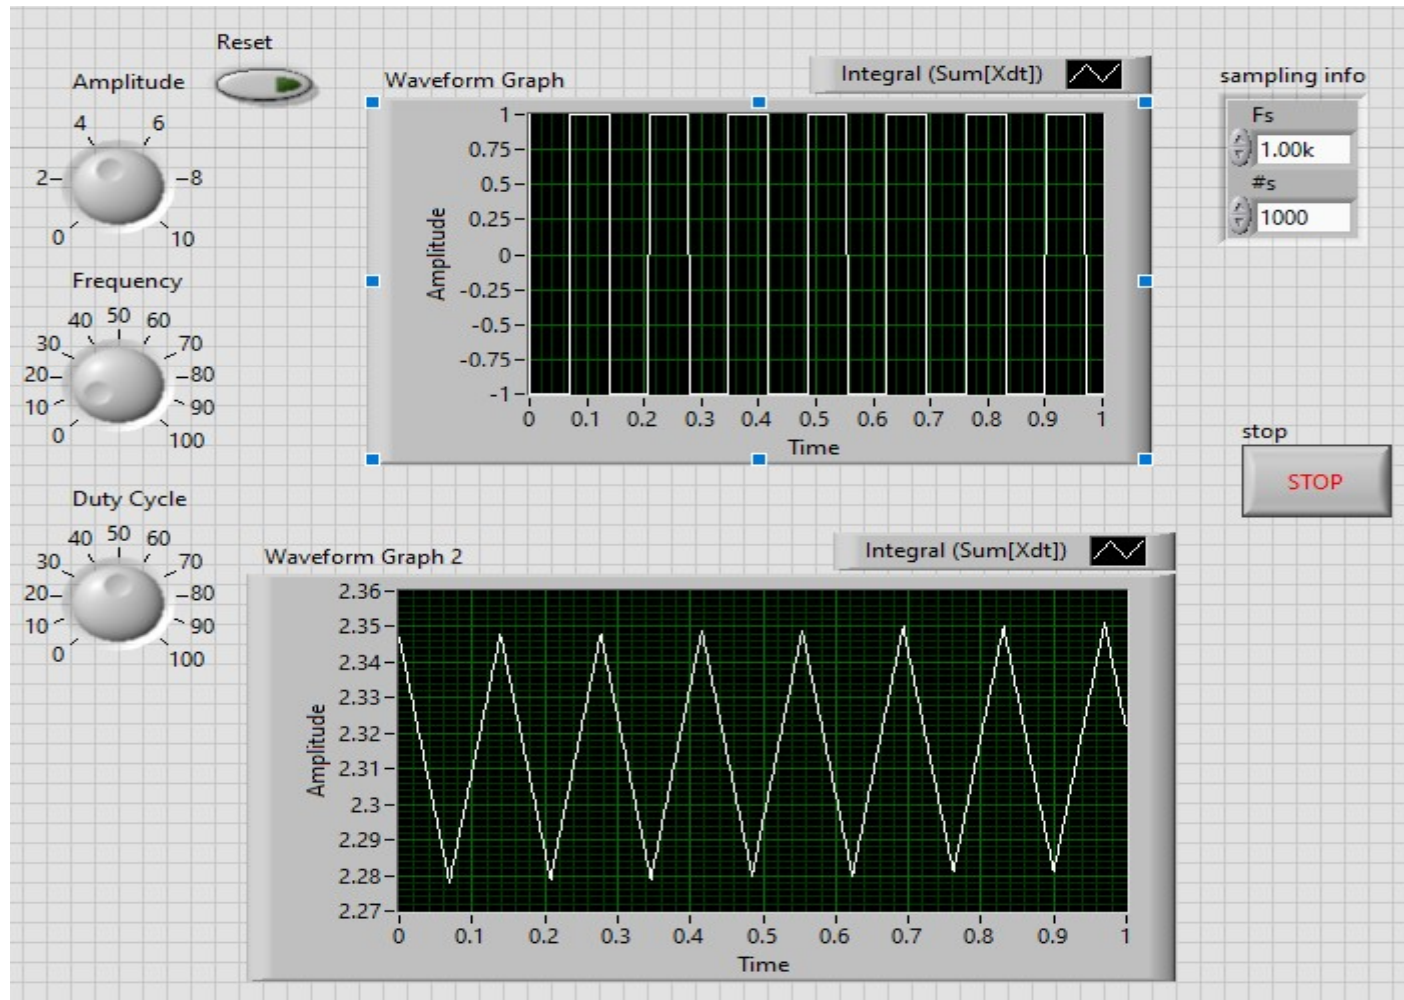 Reset
Amplitude
4 6
2 8
0 10
Waveform Graph
Integral (Sum[Xdt])
1
0.75
0.5
0.25
0
-0.25
-0.5
-0.75
-1
Amplitude
0 0.1 0.2 0.3 0.4 0.5 0.6 0.7 0.8 0.9 1
Time
sampling info
Fs
1.00k
#s
1000
Frequency
40 50 60
30 70
20 80
10 90
0 100
stop
STOP
Duty Cycle
40 50 60
30 70
20 80
10 90
0 100
Waveform Graph 2
Integral (Sum[Xdt])
2.36
2.35
2.34
2.33
2.32
2.31
2.3
2.29
2.28
2.27
Amplitude
0 0.1 0.2 0.3 0.4 0.5 0.6 0.7 0.8 0.9 1
Time